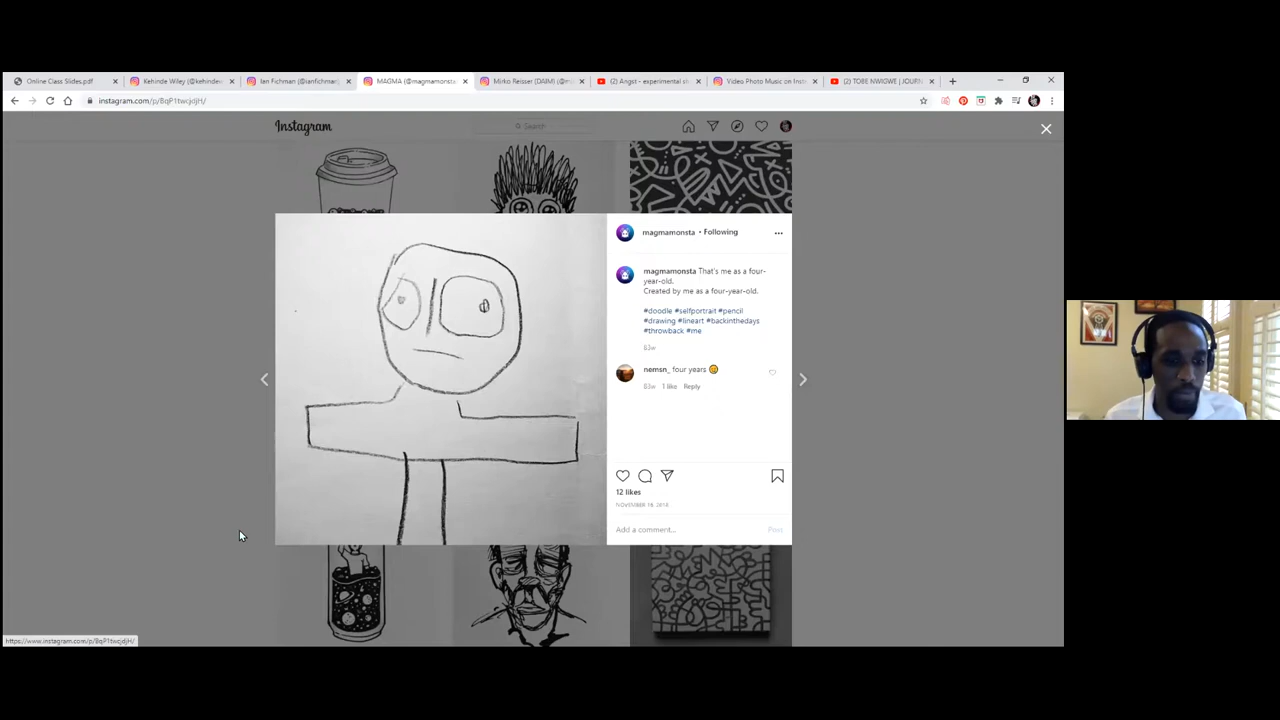 Online Class Slides.pdf
Kehinde Wiley (@kehinde
Ian Fichman (@ianfichman
MAGMA (@magmamonsta
Mirko Reisser (DAIM) (@m
(2) Angst - experimental s
Video Photo Music on Inst
(2) TOBE NWIGWE | JOURN
instagram.com/p/BqP1twcjdjH/
Instagram
Search
magmamonsta • Following
magmamonsta That's me as a four-
year-old.
Created by me as a four-year-old.
#doodle #selfportrait #pencil
#drawing #lineart #backinthedays
#throwback #me
83w
nemsn_ four years
83w 1 like Reply
12 likes
NOVEMBER 16, 2018
Add a comment...
Post
https://www.instagram.com/p/BqP1twcjdjH/